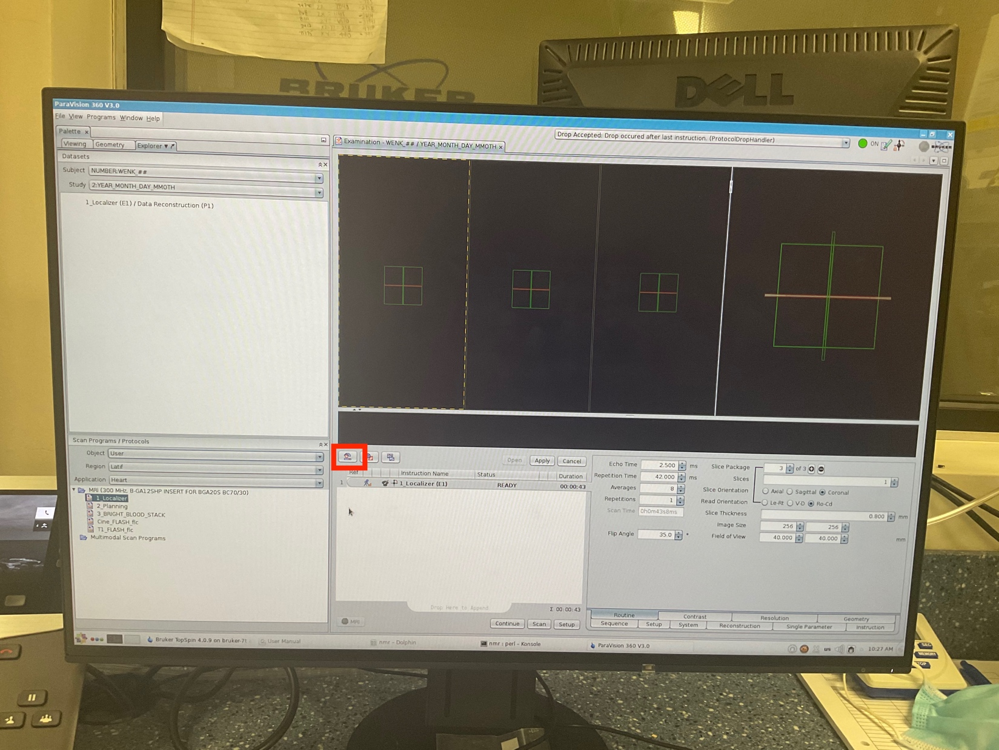 BRUKER
DELL
ParaVision 360 V3.0
File View Programs Window Help
Palette x
Viewing Geometry Explorer
Datasets
Subject NUMBER:WENK_##
Study 2:YEAR_MONTH_DAY_MMOTH
1_Localizer (E1) / Data Reconstruction (P1)
Scan Programs / Protocols
Object User
Region Latif
Application Heart
MRI (300 MHz, B-GA12SHP INSERT FOR BGA20S BC70/30)
1_Localizer
2_Planning
3_BRIGHT_BLOOD_STACK
Cine_FLASH_flc
T1_FLASH_flc
Multimodal Scan Programs
Drop Accepted: Drop occured after last instruction. (ProtocolDropHandler)
ON
BRUKER
Examination - WENK_## / YEAR_MONTH_DAY_MMOTH x
Open Apply Cancel
Ref Instruction Name Status Duration
1 1_Localizer (E1) READY 00:00:43
Drop Here to Append
Σ 00:00:43
MRI
Continue Scan Setup
Echo Time 2.500 ms
Repetition Time 42.000 ms
Averages 8
Repetitions 1
Scan Time 0h0m43s8ms
Flip Angle 35.0 °
Slice Package 3 of 3
Slices 1
Slice Orientation Axial Sagittal Coronal
Read Orientation Le-Rt V-D Ro-Cd
Slice Thickness 0.800 mm
Image Size 256 256
Field of View 40.000 40.000 mm
Routine Contrast Resolution Geometry
Sequence Setup System Reconstruction Single Parameter Instruction
Bruker TopSpin 4.0.9 on bruker-7t
User Manual
nmr - Dolphin
nmr : perl - Konsole
ParaVision 360 V3.0
us
10:27 AM
SEC
MEMORY